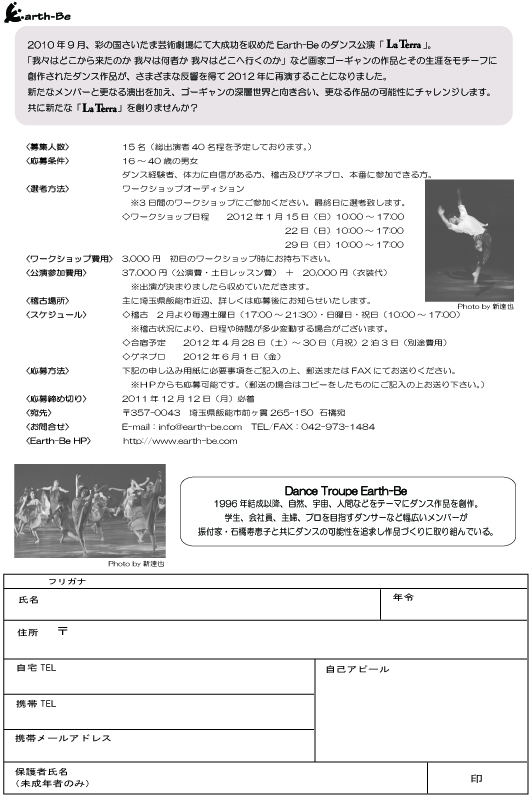 Earth-Be
2010年9月、彩の国さいたま芸術劇場にて大成功を収めたEarth-Beのダンス公演「La Terra」。
「我々はどこから来たのか 我々は何者か 我々はどこへ行くのか」など画家ゴーギャンの作品とその生涯をモチーフに
創作されたダンス作品が、さまざまな反響を得て2012年に再演することになりました。
新たなメンバーと更なる演出を加え、ゴーギャンの深層世界と向き合い、更なる作品の可能性にチャレンジします。
共に新たな「La Terra」を創りませんか？
〈募集人数〉 15名（総出演者40名程を予定しております。）
〈応募条件〉 16～40歳の男女
ダンス経験者、体力に自信がある方、稽古及びゲネプロ、本番に参加できる方。
〈選考方法〉 ワークショップオーディション
※3日間のワークショップにご参加ください。最終日に選考致します。
◇ワークショップ日程 2012年1月15日（日）10:00～17:00
22日（日）10:00～17:00
29日（日）10:00～17:00
〈ワークショップ費用〉 3,000円 初日のワークショップ時にお持ち下さい。
〈公演参加費用〉 37,000円（公演費・土日レッスン費） ＋ 20,000円（衣装代）
※出演が決まりましたら収めていただきます。
Photo by 新達也
〈稽古場所〉 主に埼玉県飯能市近辺、詳しくは応募後にお知らせいたします。
〈スケジュール〉 ◇稽古 2月より毎週土曜日（17:00～21:30）・日曜日・祝日（10:00～17:00）
※稽古状況により、日程や時間が多少変動する場合がございます。
◇合宿予定 2012年4月28日（土）～30日（月祝）2泊3日（別途費用）
◇ゲネプロ 2012年6月1日（金）
〈応募方法〉 下記の申し込み用紙に必要事項をご記入の上、郵送またはFAXにてお送りください。
※HPからも応募可能です。（郵送の場合はコピーをしたものにご記入の上お送り下さい。）
〈応募締め切り〉 2011年12月12日（月）必着
〈宛先〉 〒357-0043 埼玉県飯能市前ヶ貫265-150 石橋宛
〈お問合せ〉 E-mail：info@earth-be.com TEL/FAX：042-973-1484
〈Earth-Be HP〉 http://www.earth-be.com
Dance Troupe Earth-Be
1996年結成以降、自然、宇宙、人間などをテーマにダンス作品を創作。
学生、会社員、主婦、プロを目指すダンサーなど幅広いメンバーが
振付家・石橋寿恵子と共にダンスの可能性を追求し作品づくりに取り組んでいる。
Photo by 新達也
フリガナ
氏名 年令
住所 〒
自宅TEL 自己アピール
携帯TEL
携帯メールアドレス
保護者氏名
（未成年者のみ） 印